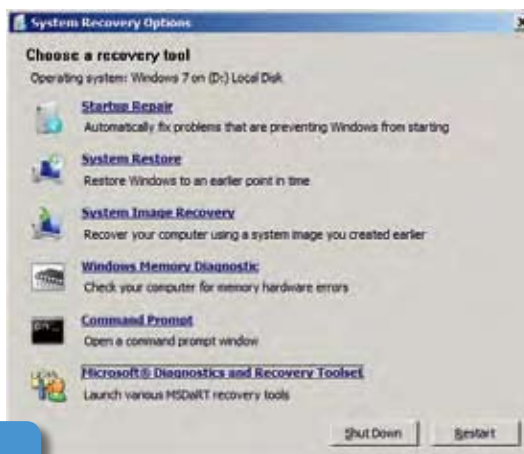 System Recovery Options
Choose a recovery tool
Operating system: Windows 7 on (D:) Local Disk
Startup Repair
Automatically fix problems that are preventing Windows from starting
System Restore
Restore Windows to an earlier point in time
System Image Recovery
Recover your computer using a system image you created earlier
Windows Memory Diagnostic
Check your computer for memory hardware errors
Command Prompt
Open a command prompt window
Microsoft® Diagnostics and Recovery Toolset
Launch various MSDaRT recovery tools
Shut Down
Restart